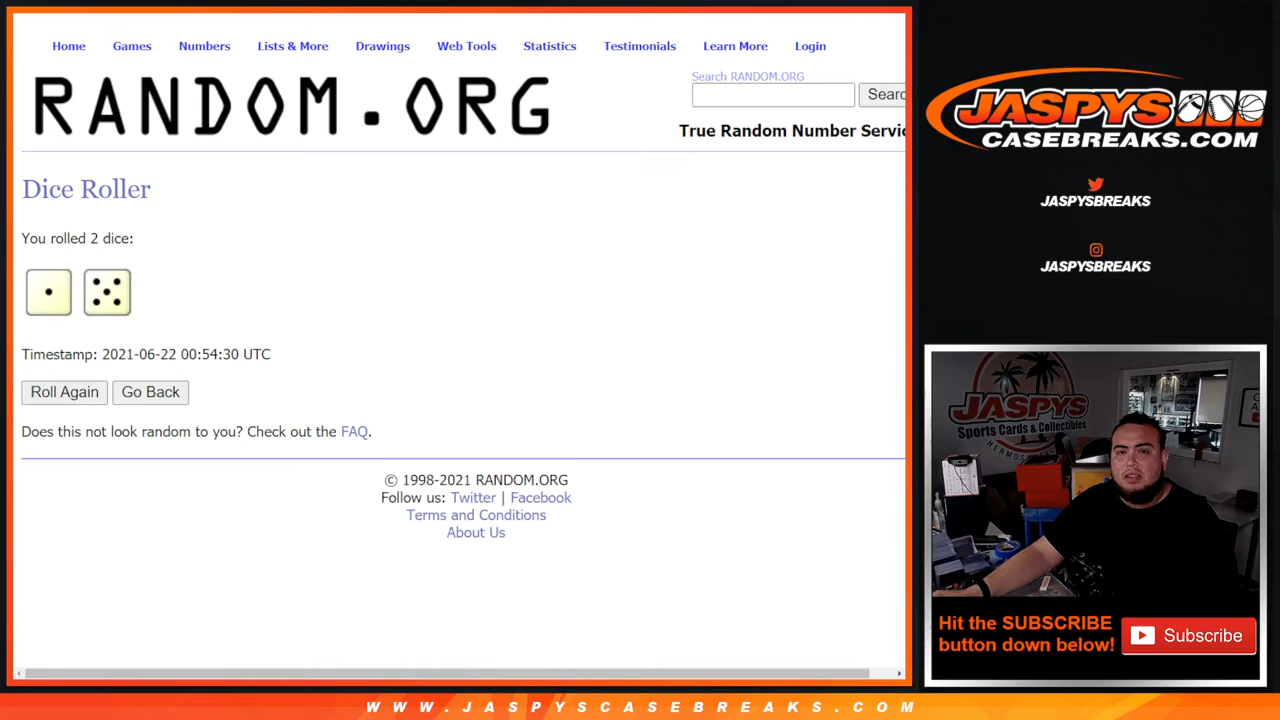 Home Games Numbers Lists & More Drawings Web Tools Statistics Testimonials Learn More Login
RANDOM.ORG
Search RANDOM.ORG
True Random Number
Dice Roller
You rolled 2 dice:
Timestamp: 2021-06-22 00:54:30 UTC
Roll Again Go Back
Does this not look random to you? Check out the FAQ.
© 1998-2021 RANDOM.ORG
Follow us: Twitter | Facebook
Terms and Conditions
About Us
JASPYS
CASEBREAKS.COM
JASPYSBREAKS
JASPYSBREAKS
JASPYS
Sports Cards & Collectibles
Hit the SUBSCRIBE
button down below!
Subscribe
WWW.JASPYSCASEBREAKS.COM